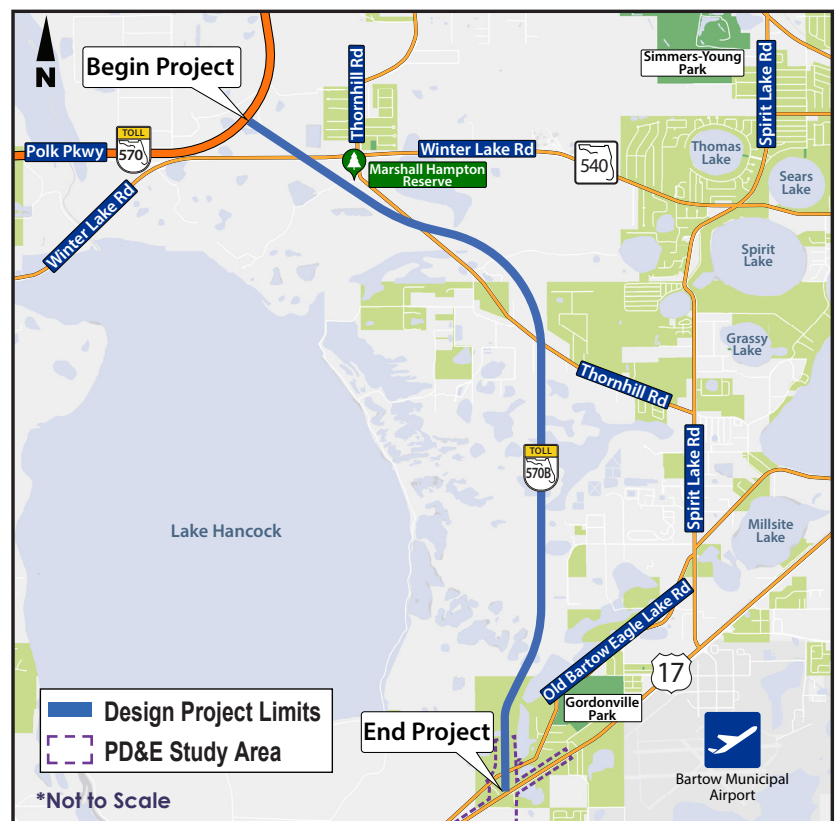 N
Begin Project
Thornhill Rd
Simmers-Young
Park
Spirit Lake Rd
TOLL
570
Polk Pkwy
Winter Lake Rd
540
Thomas
Lake
Marshall Hampton
Reserve
Sears
Lake
Winter Lake Rd
Spirit
Lake
Grassy
Lake
Thornhill Rd
TOLL
570B
Spirit Lake Rd
Lake Hancock
Millsite
Lake
Old Bartow Eagle Lake Rd
17
Gordonville
Park
Design Project Limits
PD&E Study Area
End Project
*Not to Scale
Bartow Municipal
Airport